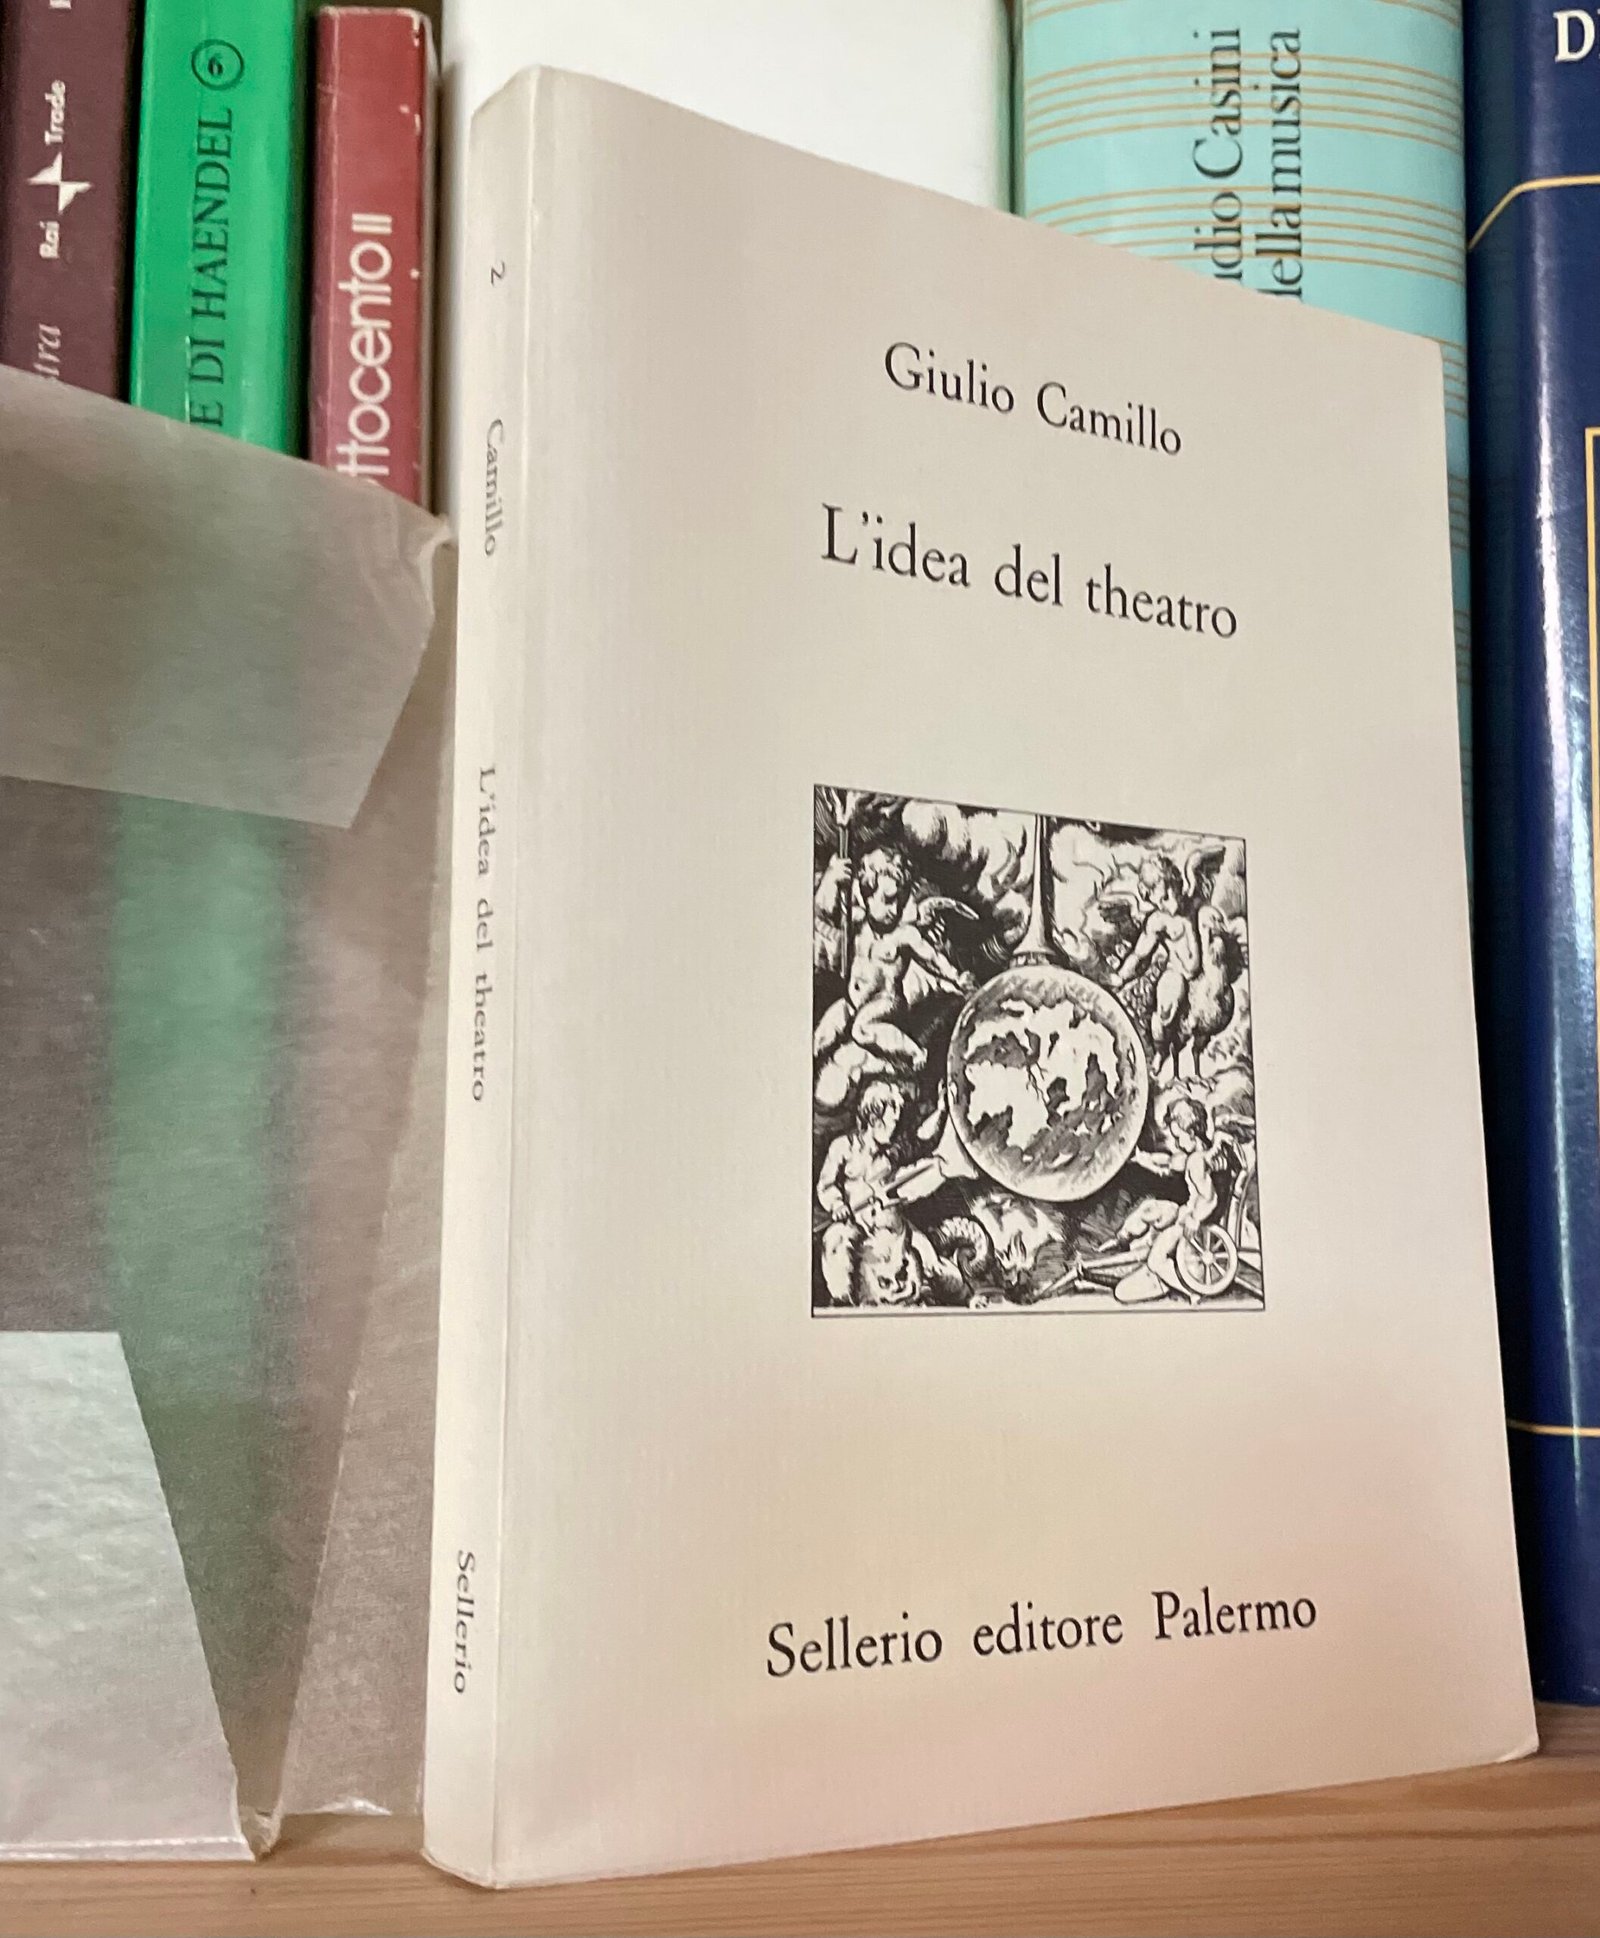 Rai Trade
tra
E DI HAENDEL 6
ttocento II
2
Camillo
L'idea del theatro
Sellerio
Giulio Camillo
L'idea del theatro
Sellerio editore Palermo
dio Casini
della musica
D